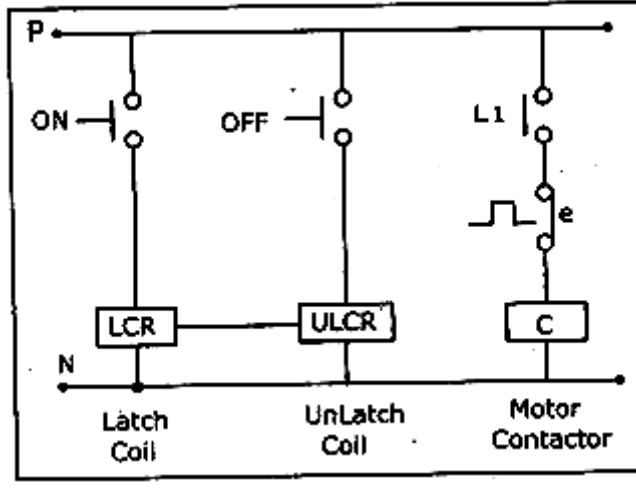 P
ON
OFF
L1
e
LCR
ULCR
C
N
Latch
Coil
UnLatch
Coil
Motor
Contactor